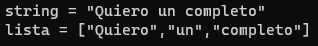 string = "Quiero un completo"
lista = ["Quiero","un","completo"]